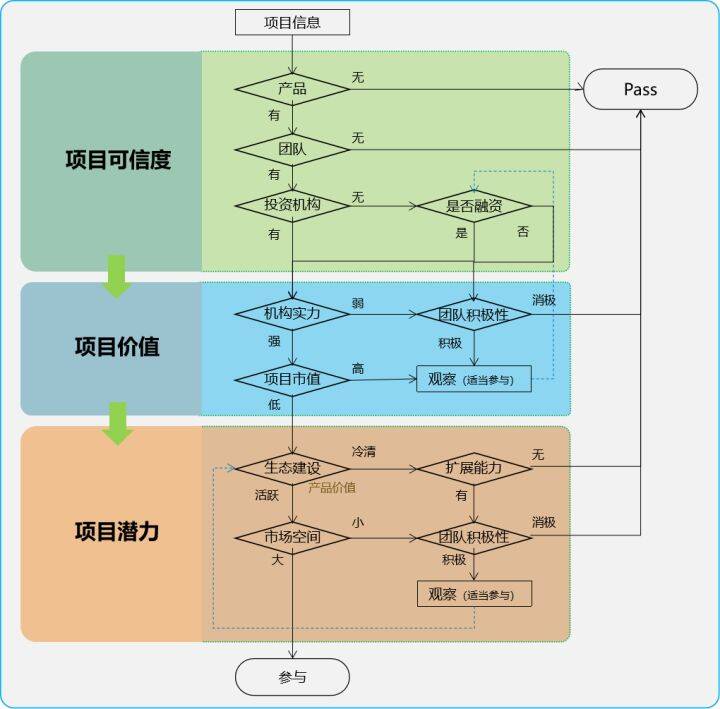 项目信息
无
产品
Pass
有
无
项目可信度
团队
有
无
投资机构
是否融资
有
是
否
消极
弱
机构实力
团队积极性
强
积极
项目价值
高
项目市值
观察（适当参与）
低
冷清
无
生态建设
扩展能力
活跃
产品价值
有
小
消极
项目潜力
市场空间
团队积极性
大
积极
观察（适当参与）
参与